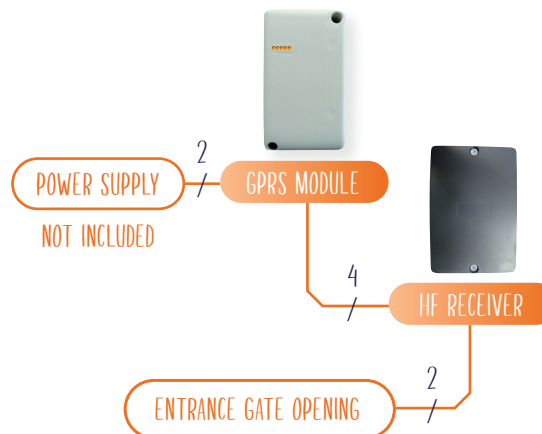 2
POWER SUPPLY
GPRS MODULE
NOT INCLUDED
4
HF RECEIVER
2
ENTRANCE GATE OPENING